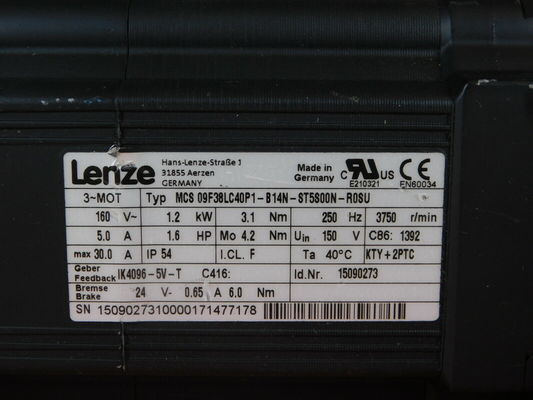 Lenze
Hans-Lenze-Straße 1
31855 Aerzen
GERMANY
Made in
Germany
C RU US CE
E210321 EN60034
3~MOT Typ MCS 09F38LC40P1-B14N-ST5S00N-R0SU
160 V~ 1.2 kW 3.1 Nm 250 Hz 3750 r/min
5.0 A 1.6 HP Mo 4.2 Nm Uin 150 V C86: 1392
max 30.0 A IP 54 I.CL. F Ta 40°C KTY+2PTC
Geber
Feedback IK4096-5V-T C416: Id.Nr. 15090273
Bremse
Brake 24 V- 0.65 A 6.0 Nm
SN 1509027310000171477178